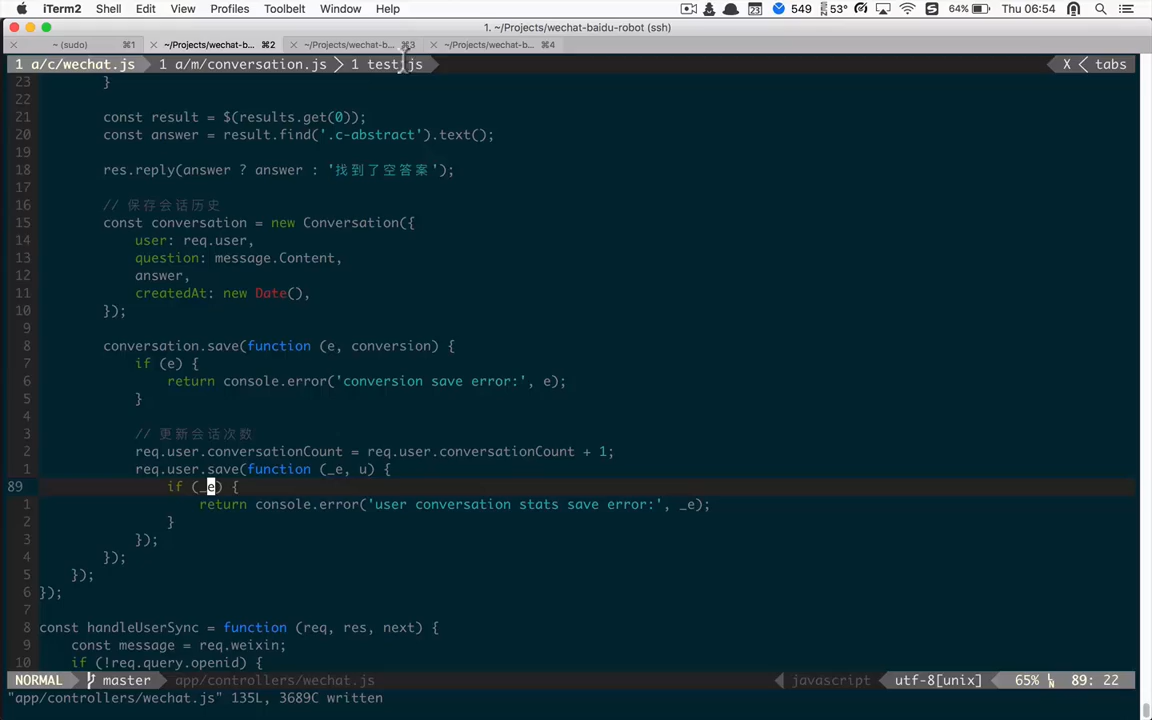 iTerm2 Shell Edit View Profiles Toolbelt Window Help 549 53° 64% Thu 06:54
1. ~/Projects/wechat-baidu-robot (ssh)
~ (sudo) ⌘1 ~/Projects/wechat-b... ⌘2 ~/Projects/wechat-b... ⌘3 ~/Projects/wechat-b... ⌘4
1 a/c/wechat.js 1 a/m/conversation.js 1 test.js X tabs
23 }
22
21 const result = $(results.get(0));
20 const answer = result.find('.c-abstract').text();
19
18 res.reply(answer ? answer : '找到了空答案');
17
16 // 保存会话历史
15 const conversation = new Conversation({
14 user: req.user,
13 question: message.Content,
12 answer,
11 createdAt: new Date(),
10 });
9
8 conversation.save(function (e, conversion) {
7 if (e) {
6 return console.error('conversion save error:', e);
5 }
4
3 // 更新会话次数
2 req.user.conversationCount = req.user.conversationCount + 1;
1 req.user.save(function (_e, u) {
89 if (_e) {
1 return console.error('user conversation stats save error:', _e);
2 }
3 });
4 });
5 });
6 });
7
8 const handleUserSync = function (req, res, next) {
9 const message = req.weixin;
10 if (!req.query.openid) {
NORMAL master app/controllers/wechat.js javascript utf-8[unix] 65% 89: 22
"app/controllers/wechat.js" 135L, 3689C written